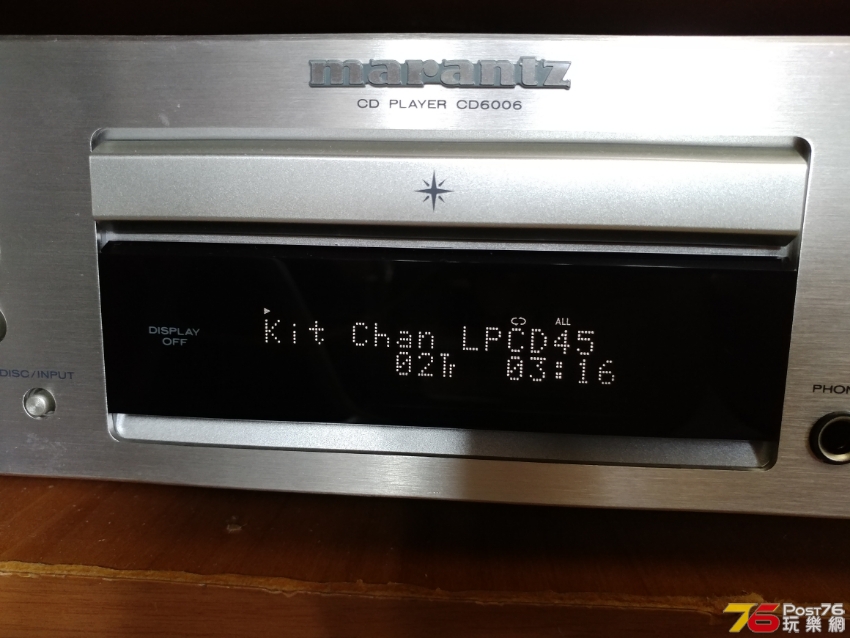 marantz
CD PLAYER CD6006
ALL
Kit Chan LPCD45
02Tr 03:16
DISPLAY
OFF
DISC/INPUT
PHON
76 Post76
玩樂網